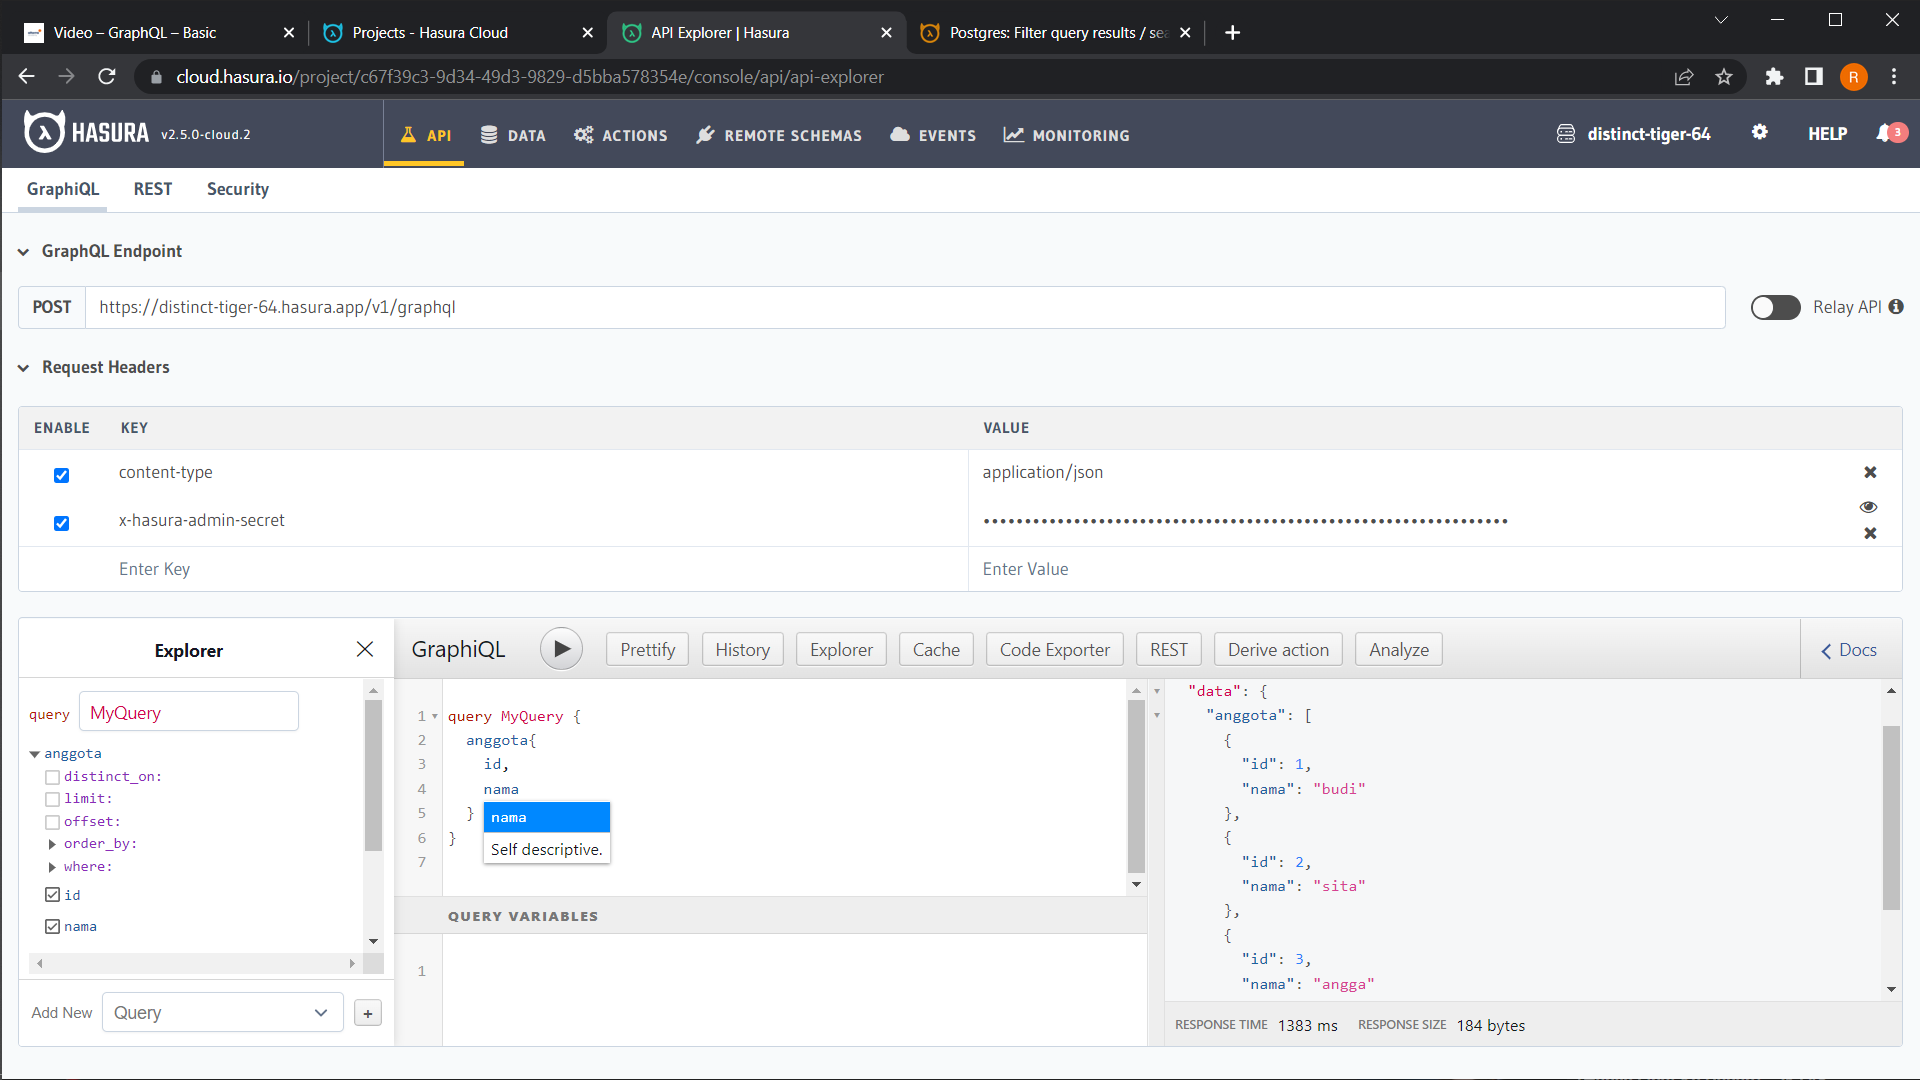 Video – GraphQL – Basic
Projects - Hasura Cloud
API Explorer | Hasura
Postgres: Filter query results / sea
cloud.hasura.io/project/c67f39c3-9d34-49d3-9829-d5bba578354e/console/api/api-explorer
R
HASURA v2.5.0-cloud.2
API
DATA
ACTIONS
REMOTE SCHEMAS
EVENTS
MONITORING
distinct-tiger-64
HELP
3
GraphiQL
REST
Security
GraphQL Endpoint
POST
https://distinct-tiger-64.hasura.app/v1/graphql
Relay API
Request Headers
ENABLE KEY VALUE
content-type application/json
x-hasura-admin-secret ••••••••••••••••••••••••••••••••••••••••••••••••••••••••••••••••
Enter Key Enter Value
Explorer
query MyQuery
anggota
distinct_on:
limit:
offset:
order_by:
where:
id
nama
Add New Query +
GraphiQL
Prettify
History
Explorer
Cache
Code Exporter
REST
Derive action
Analyze
Docs
1 query MyQuery {
2 anggota{
3 id,
4 nama
5 }
6 }
7
nama
Self descriptive.
QUERY VARIABLES
1
"data": {
"anggota": [
{
"id": 1,
"nama": "budi"
},
{
"id": 2,
"nama": "sita"
},
{
"id": 3,
"nama": "angga"
RESPONSE TIME 1383 ms RESPONSE SIZE 184 bytes